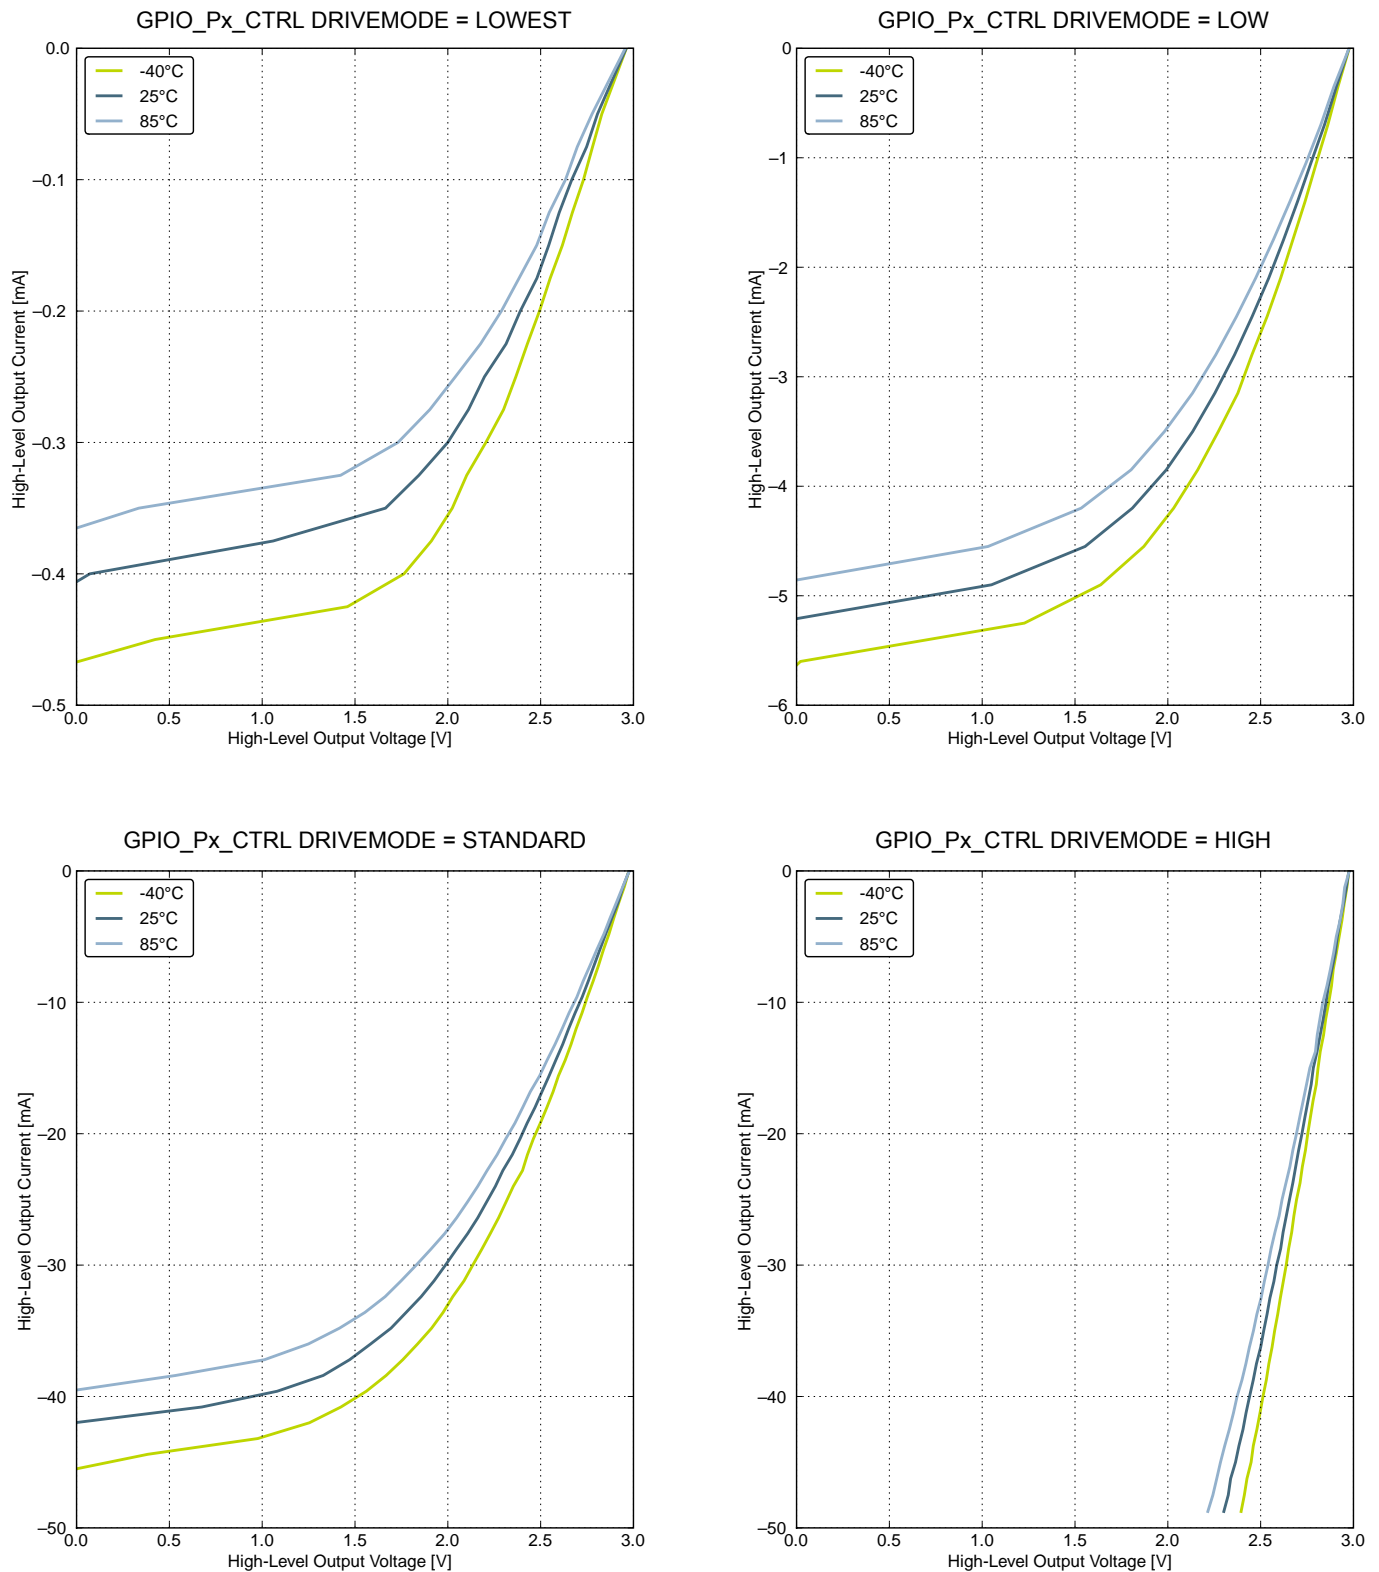 GPIO_Px_CTRL DRIVEMODE = LOWEST
0.0
–0.1
–0.2
–0.3
–0.4
–0.5
High-Level Output Current [mA]
-40°C
25°C
85°C
0.0 0.5 1.0 1.5 2.0 2.5 3.0
High-Level Output Voltage [V]
GPIO_Px_CTRL DRIVEMODE = LOW
0
–1
–2
–3
–4
–5
–6
High-Level Output Current [mA]
-40°C
25°C
85°C
0.0 0.5 1.0 1.5 2.0 2.5 3.0
High-Level Output Voltage [V]
GPIO_Px_CTRL DRIVEMODE = STANDARD
0
–10
–20
–30
–40
–50
High-Level Output Current [mA]
-40°C
25°C
85°C
0.0 0.5 1.0 1.5 2.0 2.5 3.0
High-Level Output Voltage [V]
GPIO_Px_CTRL DRIVEMODE = HIGH
0
–10
–20
–30
–40
–50
High-Level Output Current [mA]
-40°C
25°C
85°C
0.0 0.5 1.0 1.5 2.0 2.5 3.0
High-Level Output Voltage [V]